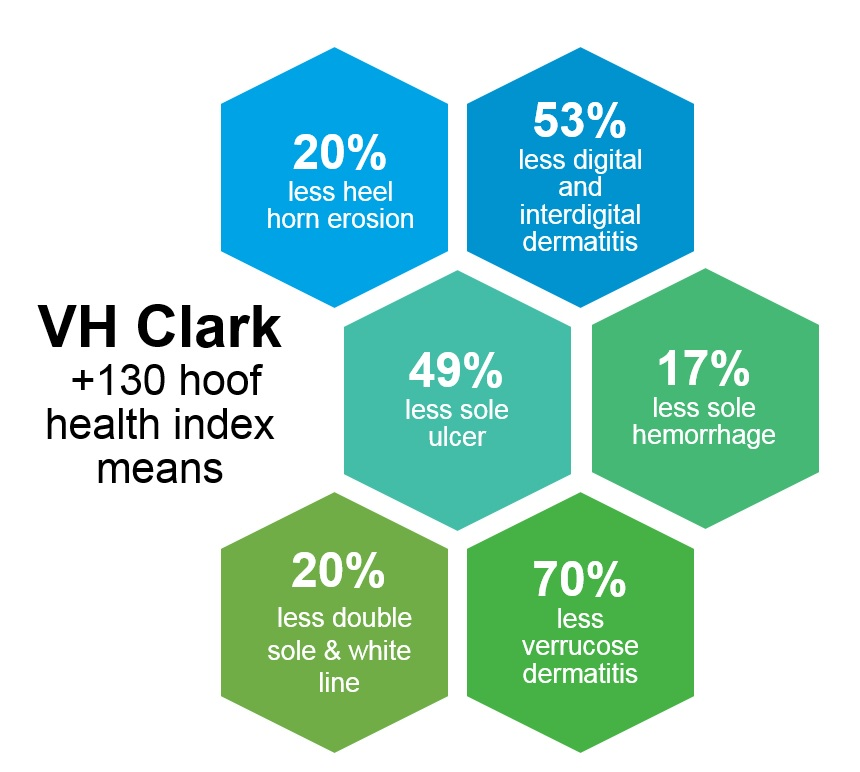 VH Clark
+130 hoof
health index
means
20%
less heel
horn erosion
53%
less digital
and
interdigital
dermatitis
49%
less sole
ulcer
17%
less sole
hemorrhage
20%
less double
sole & white
line
70%
less
verrucose
dermatitis